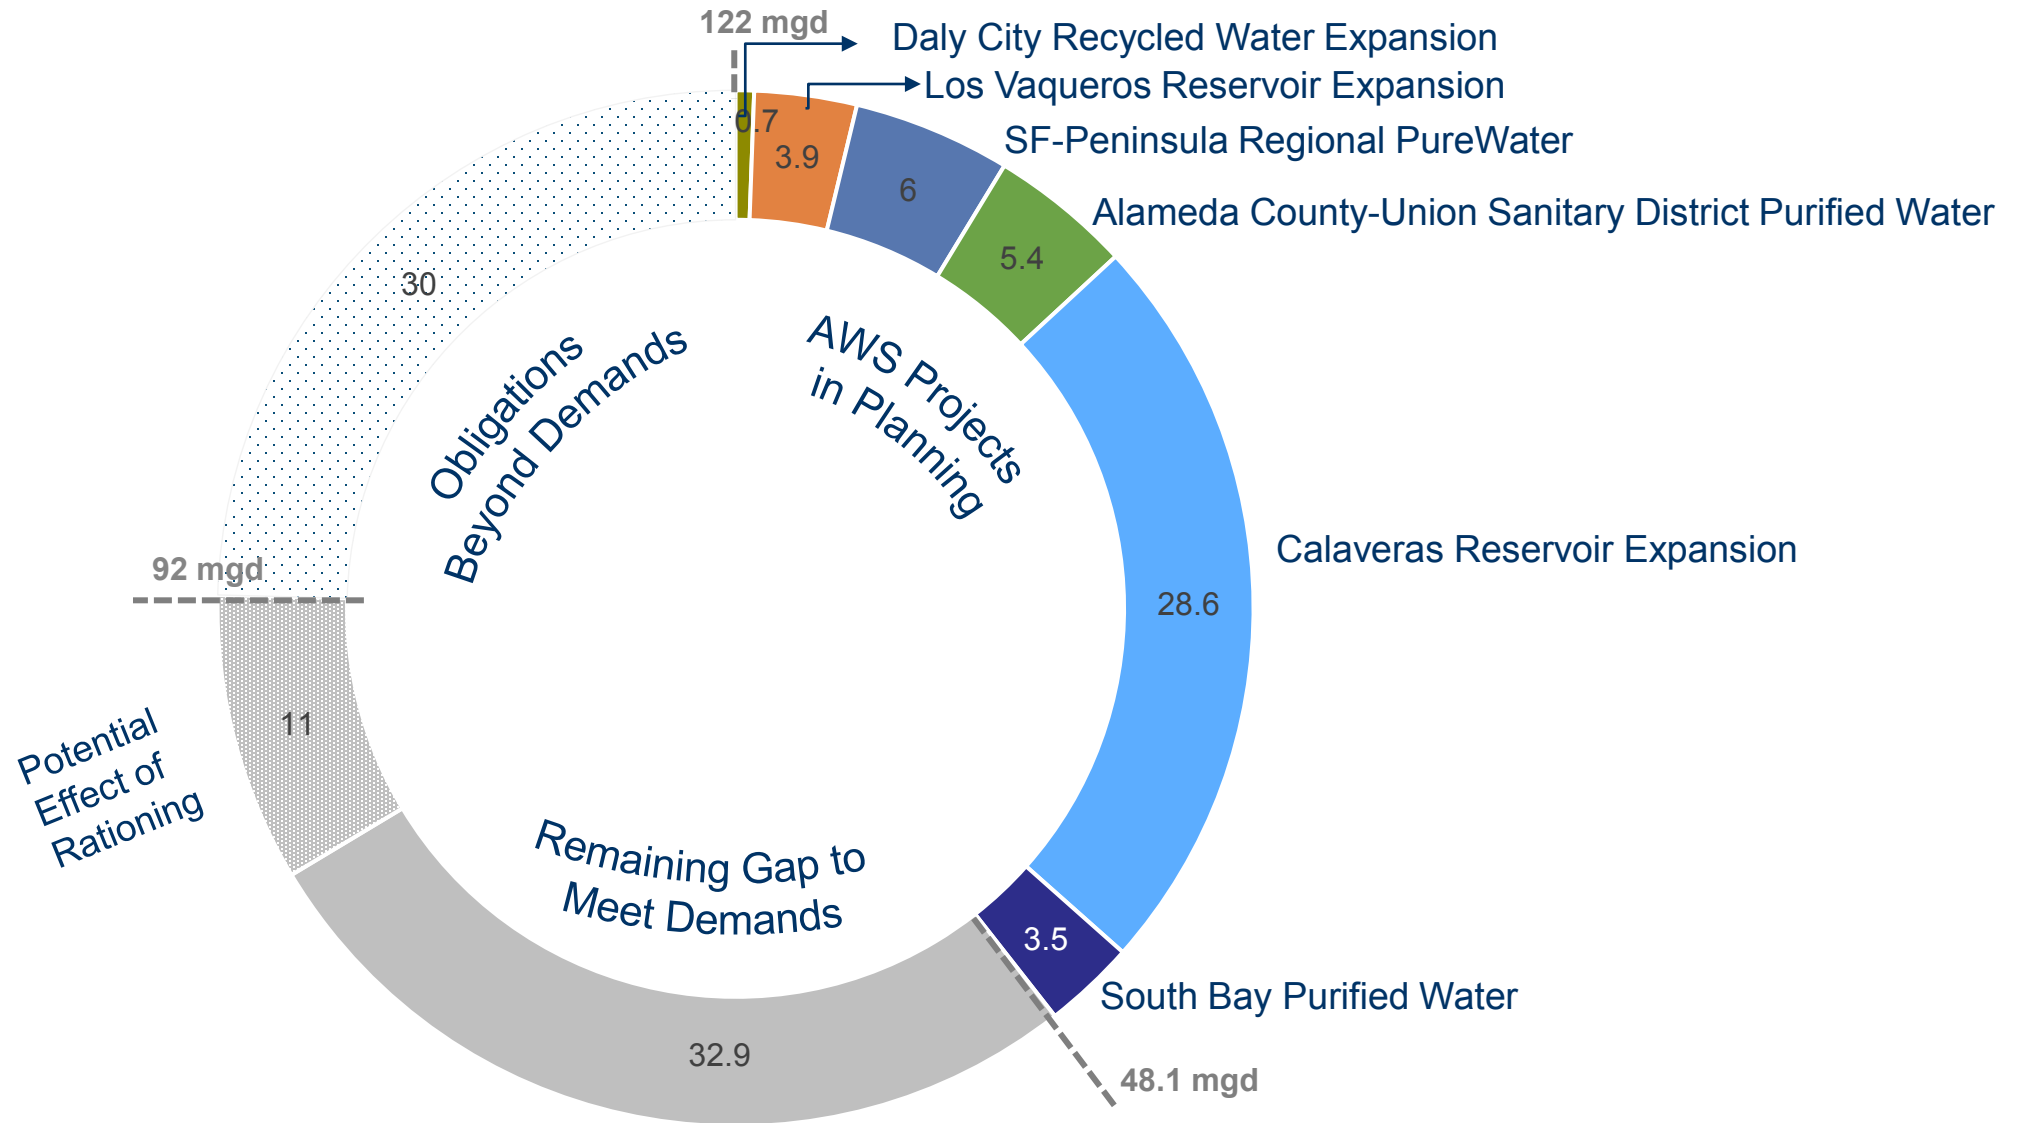 122 mgd
Daly City Recycled Water Expansion
Los Vaqueros Reservoir Expansion
0.7
3.9
SF-Peninsula Regional PureWater
6
Alameda County-Union Sanitary District Purified Water
5.4
30
Obligations
Beyond Demands
AWS Projects
in Planning
Calaveras Reservoir Expansion
28.6
92 mgd
11
Potential
Effect of
Rationing
Remaining Gap to
Meet Demands
3.5
South Bay Purified Water
32.9
48.1 mgd